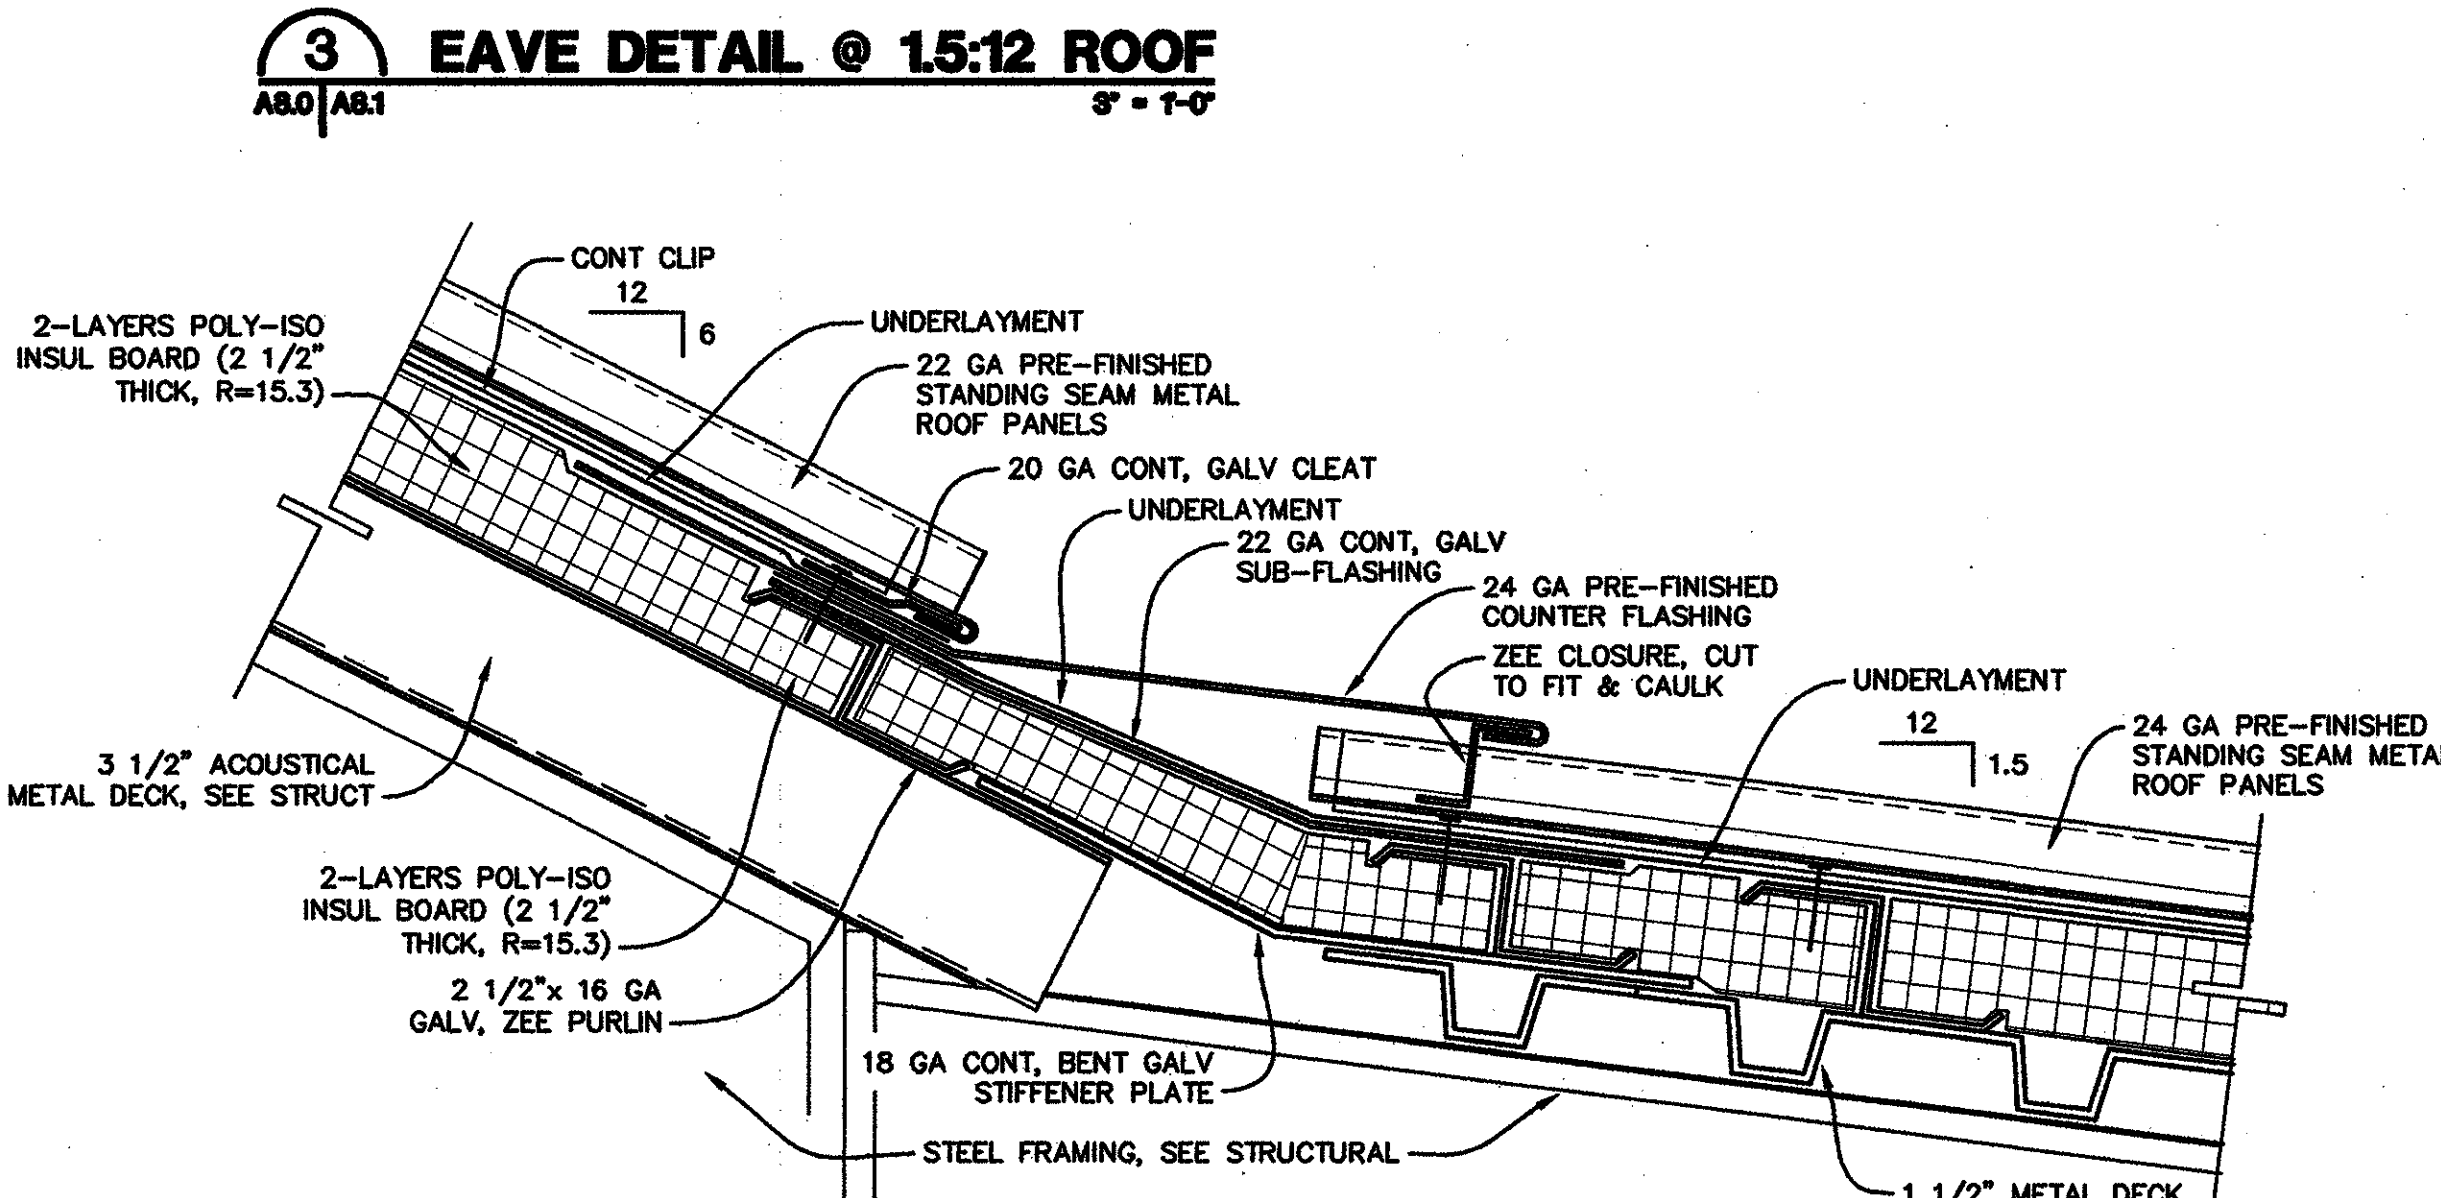 3 EAVE DETAIL @ 1.5:12 ROOF
A8.0 A8.1 3" = 1'-0"
CONT CLIP
12
6
2-LAYERS POLY-ISO
INSUL BOARD (2 1/2"
THICK, R=15.3)
UNDERLAYMENT
22 GA PRE-FINISHED
STANDING SEAM METAL
ROOF PANELS
20 GA CONT, GALV CLEAT
UNDERLAYMENT
22 GA CONT, GALV
SUB-FLASHING
24 GA PRE-FINISHED
COUNTER FLASHING
ZEE CLOSURE, CUT
TO FIT & CAULK
UNDERLAYMENT
12
1.5
24 GA PRE-FINISHED
STANDING SEAM META
ROOF PANELS
3 1/2" ACOUSTICAL
METAL DECK, SEE STRUCT
2-LAYERS POLY-ISO
INSUL BOARD (2 1/2"
THICK, R=15.3)
2 1/2"x 16 GA
GALV, ZEE PURLIN
18 GA CONT, BENT GALV
STIFFENER PLATE
STEEL FRAMING, SEE STRUCTURAL
1 1/2" METAL DECK